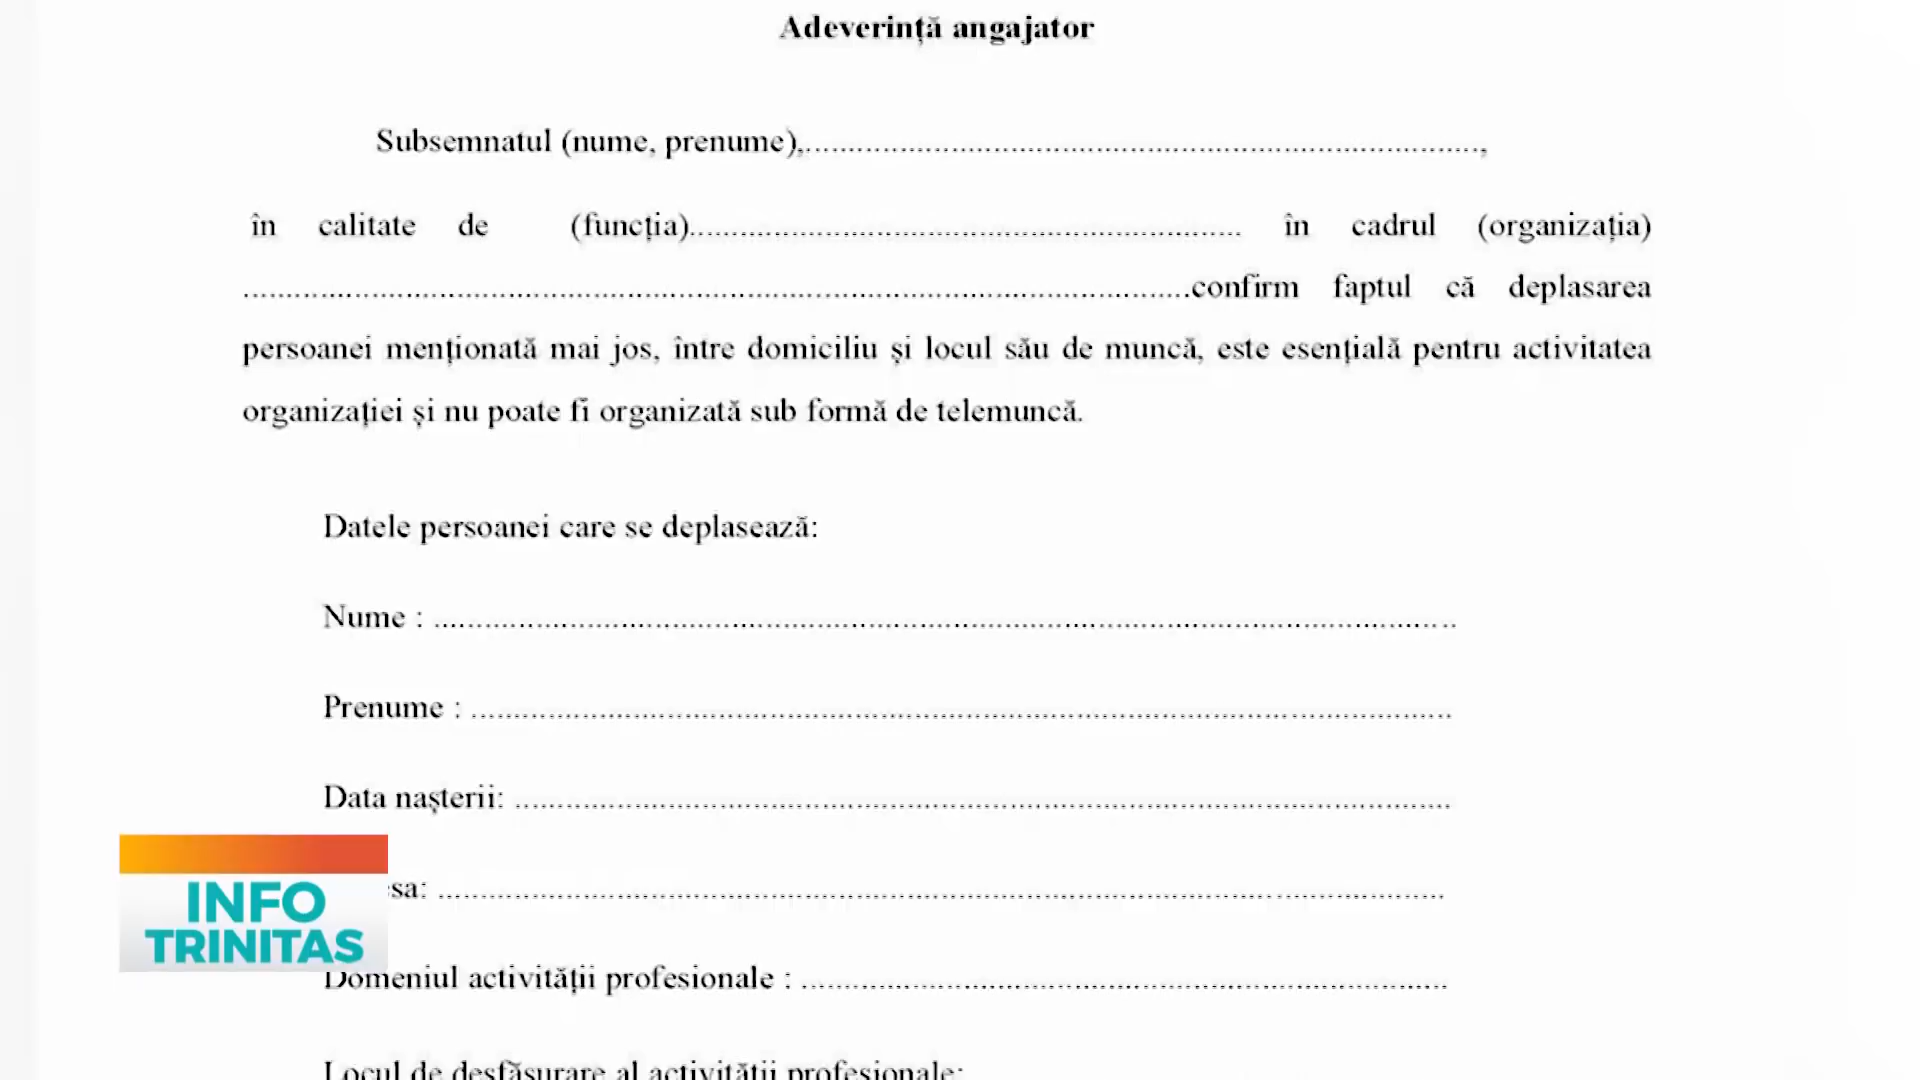 Adeverință angajator
Subsemnatul (nume, prenume),................................................................................,
în calitate de (funcția)................................................................. în cadrul (organizația)
................................................................................................................confirm faptul că deplasarea
persoanei menționată mai jos, între domiciliu și locul său de muncă, este esențială pentru activitatea
organizației și nu poate fi organizată sub formă de telemuncă.
Datele persoanei care se deplasează:
Nume : .........................................................................................................................
Prenume : ....................................................................................................................
Data nașterii: ...............................................................................................................
sa: .......................................................................................................................
INFO
TRINITAS
Domeniul activității profesionale : ............................................................................
Locul de desfășurare al activității profesionale: